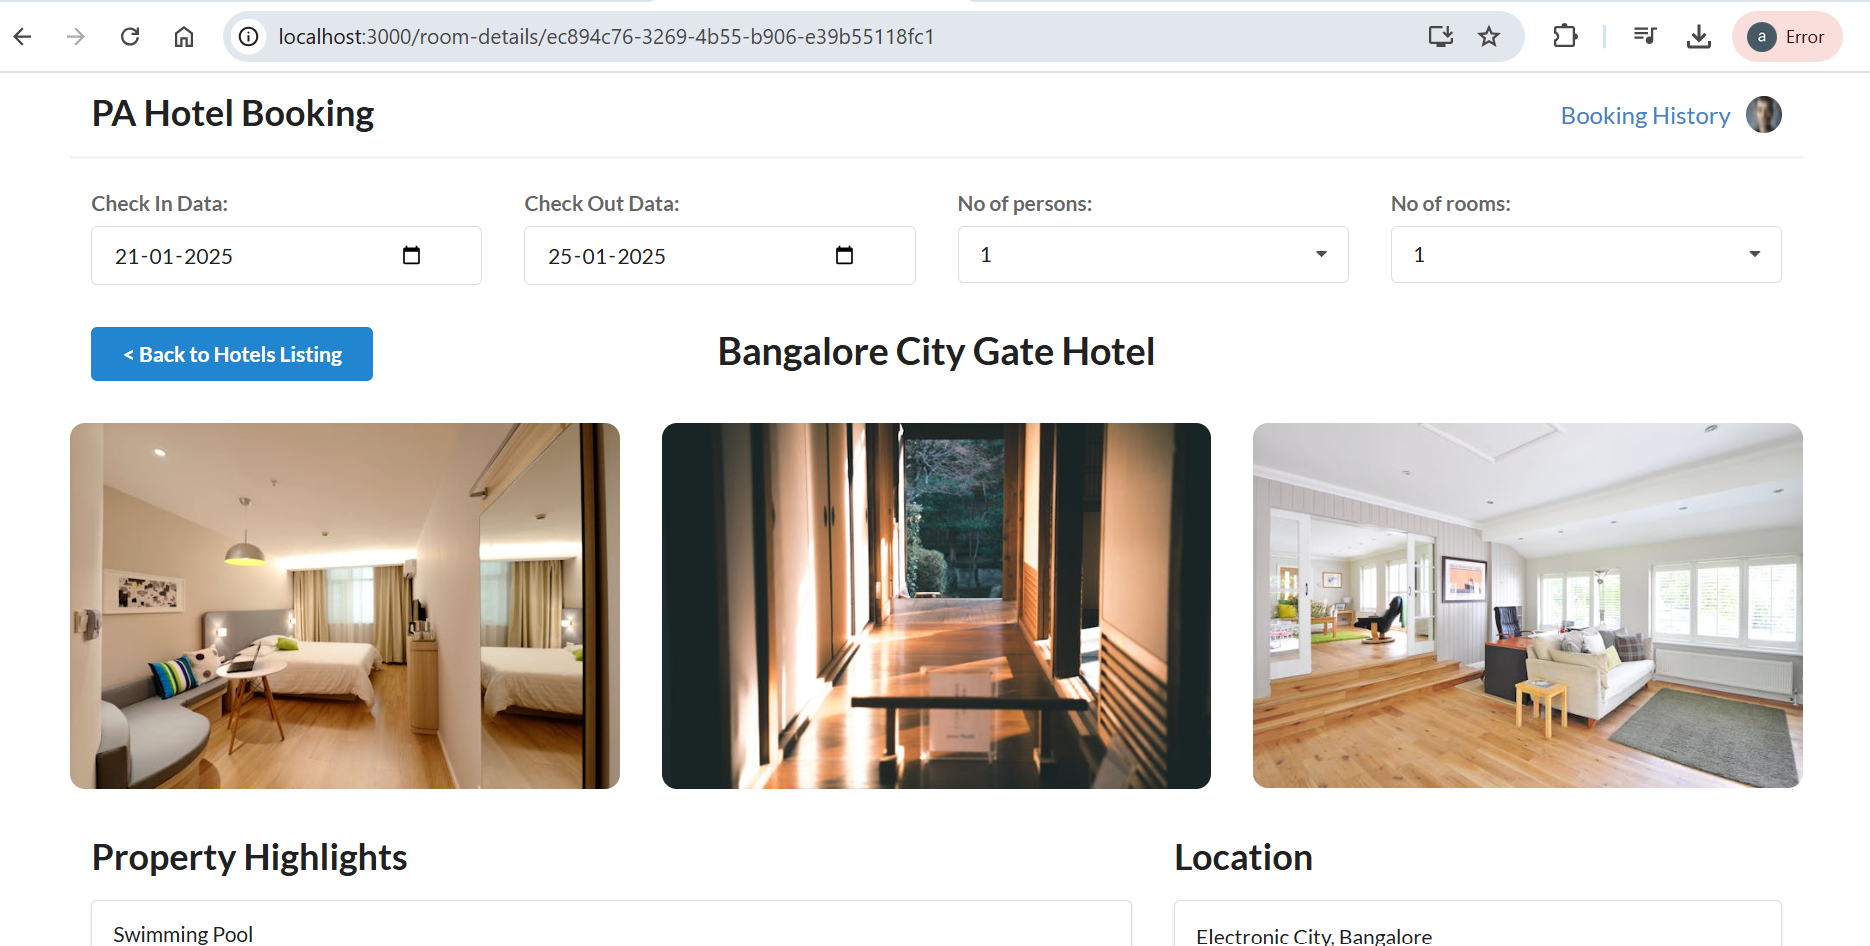 localhost:3000/room-details/ec894c76-3269-4b55-b906-e39b55118fc1
a Error
PA Hotel Booking
Booking History
Check In Data:
Check Out Data:
No of persons:
No of rooms:
21-01-2025
25-01-2025
1
1
< Back to Hotels Listing
Bangalore City Gate Hotel
Property Highlights
Location
Swimming Pool
Electronic City, Bangalore